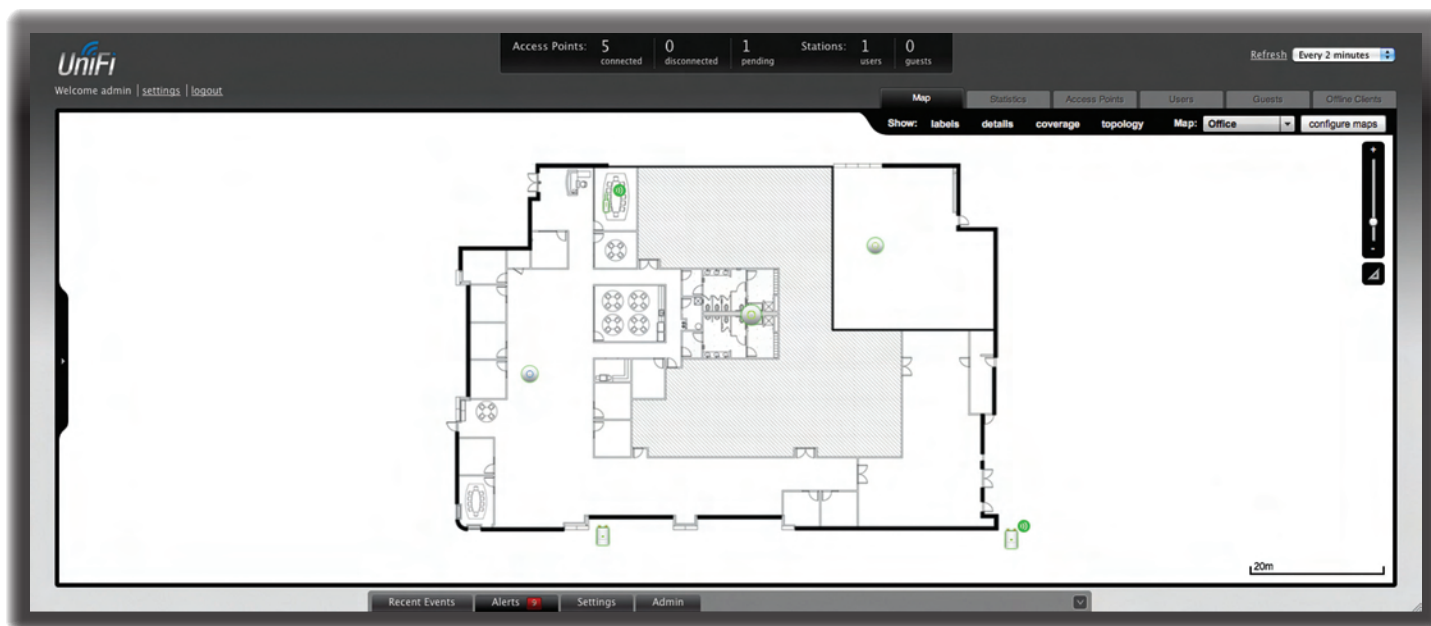 UniFi
Access Points: 5 connected 0 disconnected 1 pending Stations: 1 users 0 guests
Refresh Every 2 minutes
Welcome admin | settings | logout
Map Statistics Access Points Users Guests Offline Clients
Show: labels details coverage topology Map: Office configure maps
+
-
20m
Recent Events Alerts 9 Settings Admin